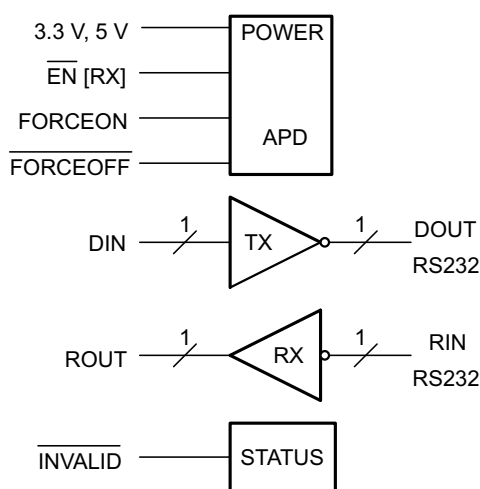 3.3 V, 5 V
POWER
EN [RX]
FORCEON
APD
FORCEOFF
DIN
1
TX
1
DOUT
RS232
ROUT
1
RX
1
RIN
RS232
INVALID
STATUS